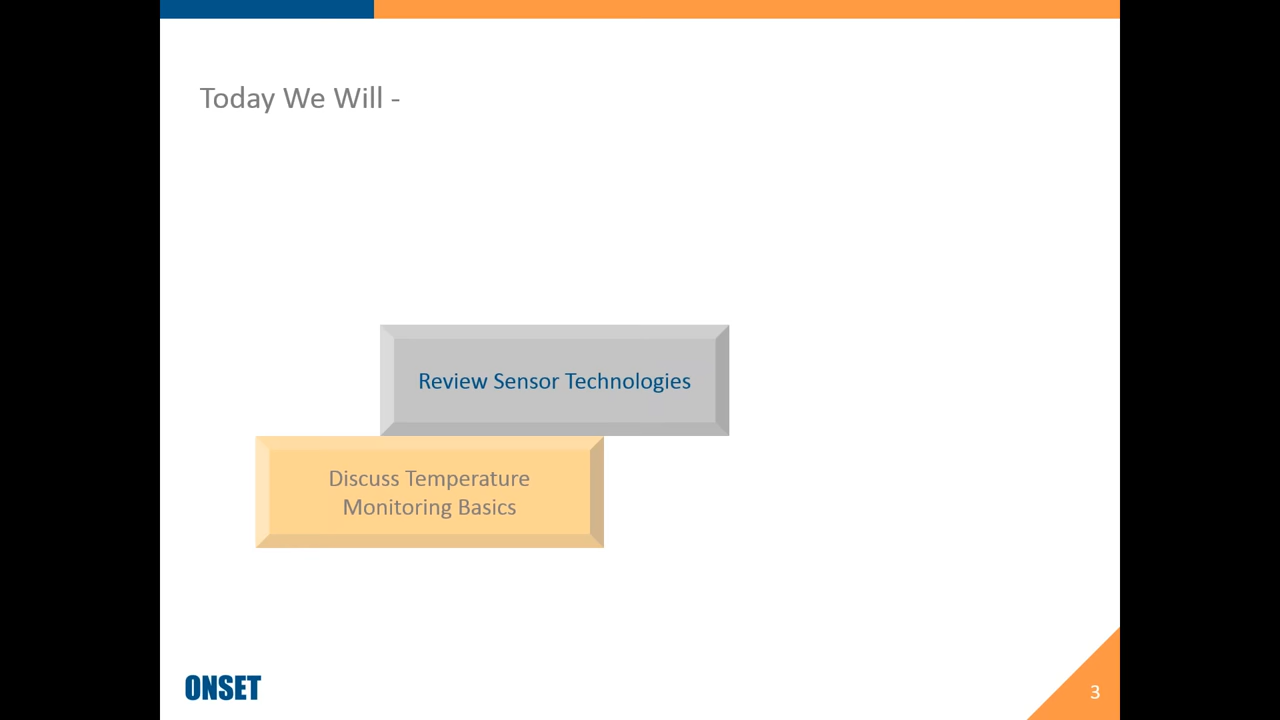 Today We Will -
Review Sensor Technologies
Discuss Temperature
Monitoring Basics
ONSET
3